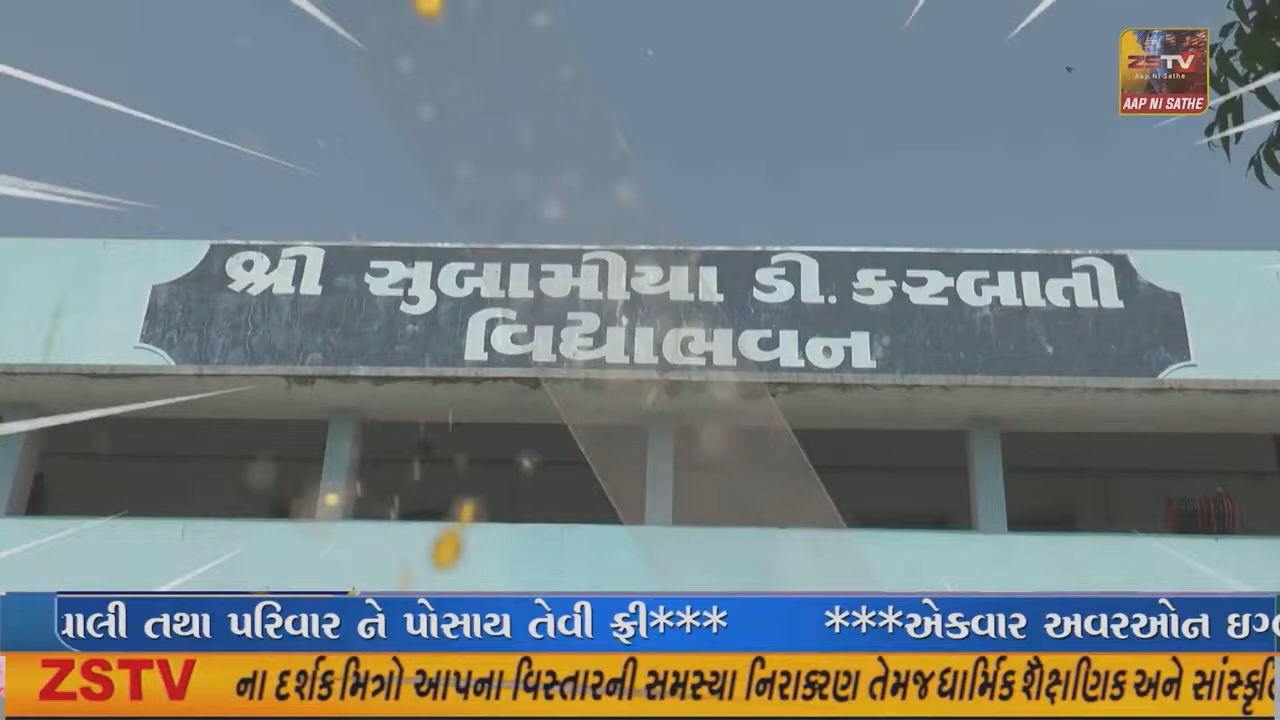 ZSTV
Aap Ni Sathe
AAP NI SATHE
શ્રી સુબામીયા ડી. કરબાતી
વિદ્યાભવન
તથા પરિવાર ને પોસાય તેવી ફ્રી*** ***એકવાર અવરઓન
ZSTV ના દર્શક મિત્રો આપના વિસ્તારની સમસ્યા નિરાકરણ તેમજ ધાર્મિક શૈક્ષણિક અને